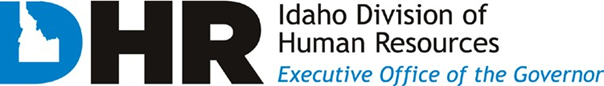 DHR
Idaho Division of
Human Resources
Executive Office of the Governor